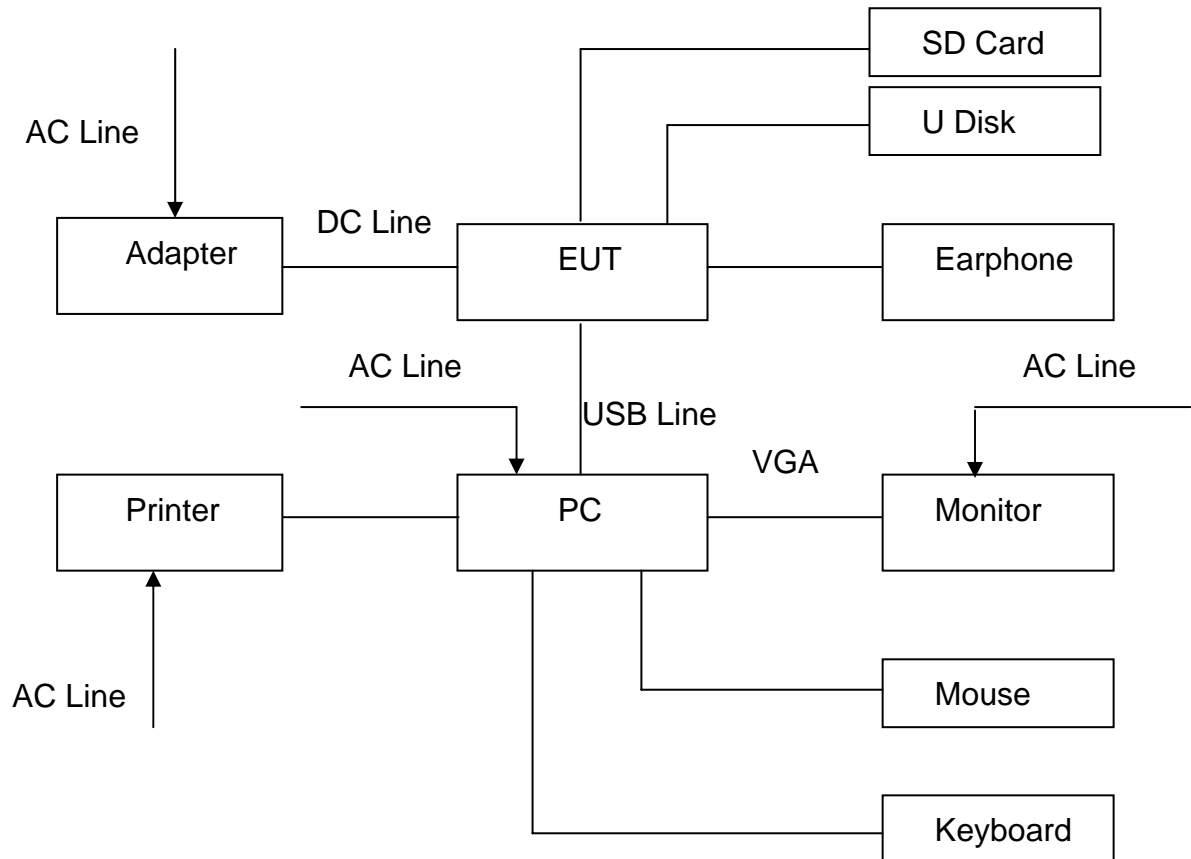 SD Card
U Disk
AC Line
DC Line
Adapter
EUT
Earphone
AC Line
AC Line
USB Line
VGA
Printer
PC
Monitor
AC Line
Mouse
Keyboard